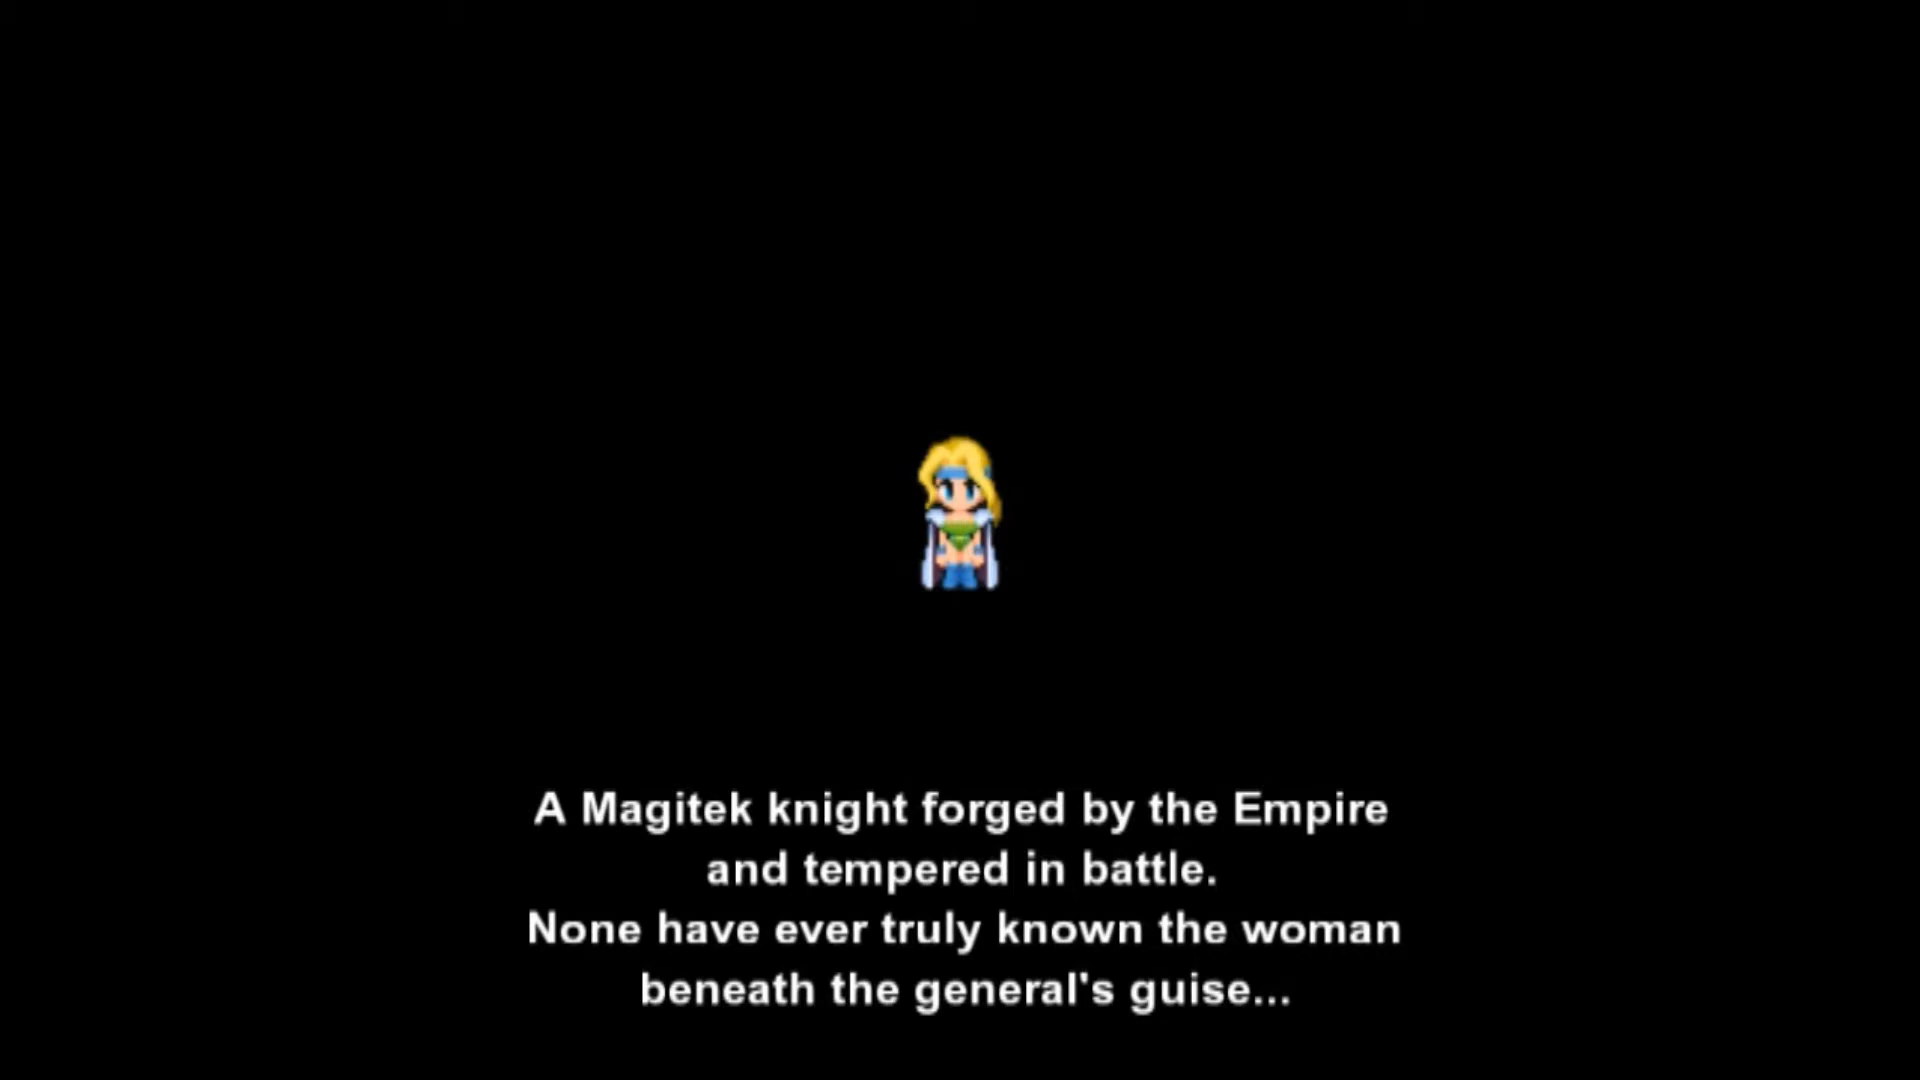 A Magitek knight forged by the Empire
and tempered in battle.
None have ever truly known the woman
beneath the general's guise...